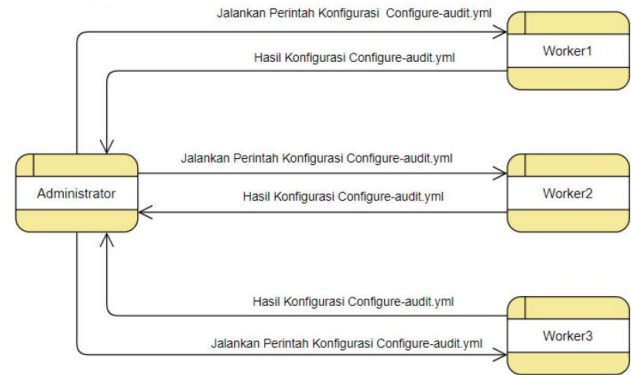 Jalankan Perintah Konfigurasi Configure-audit.yml
Worker1
Hasil Konfigurasi Configure-audit.yml
Jalankan Perintah Konfigurasi Configure-audit.yml
Administrator
Worker2
Hasil Konfigurasi Configure-audit.yml
Hasil Konfigurasi Configure-audit.yml
Worker3
Jalankan Perintah Konfigurasi Configure-audit.yml